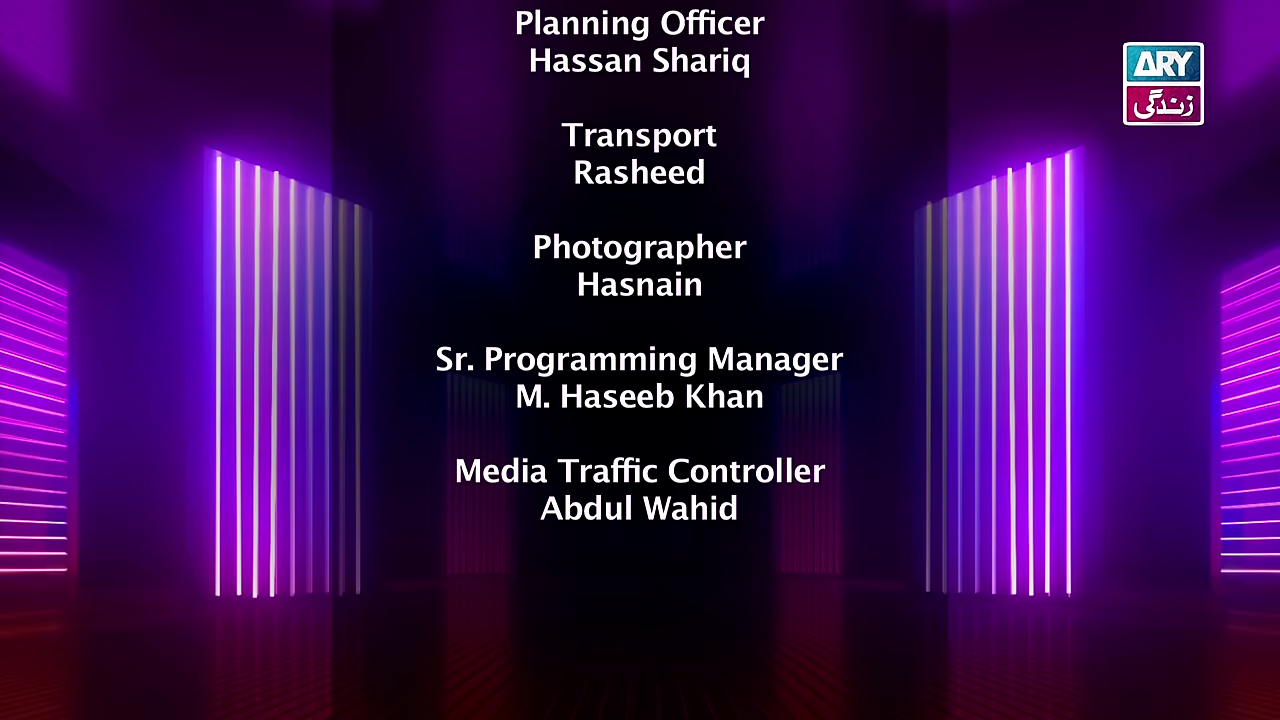 Planning Officer
Hassan Shariq
ARY
زندگی
Transport
Rasheed
Photographer
Hasnain
Sr. Programming Manager
M. Haseeb Khan
Media Traffic Controller
Abdul Wahid